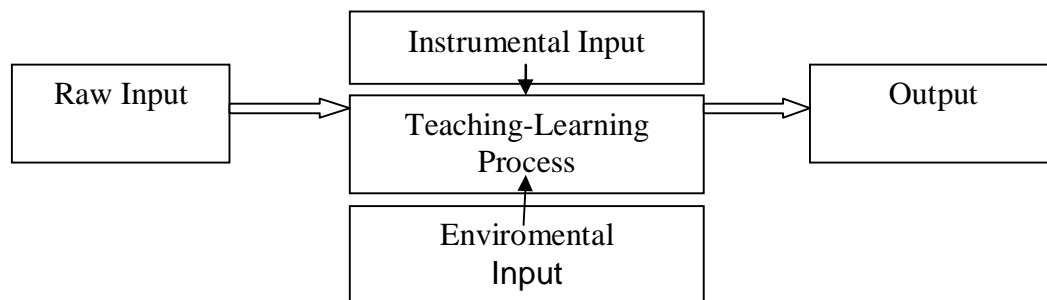 Instrumental Input
Raw Input
Teaching-Learning
Process
Output
Enviromental
Input